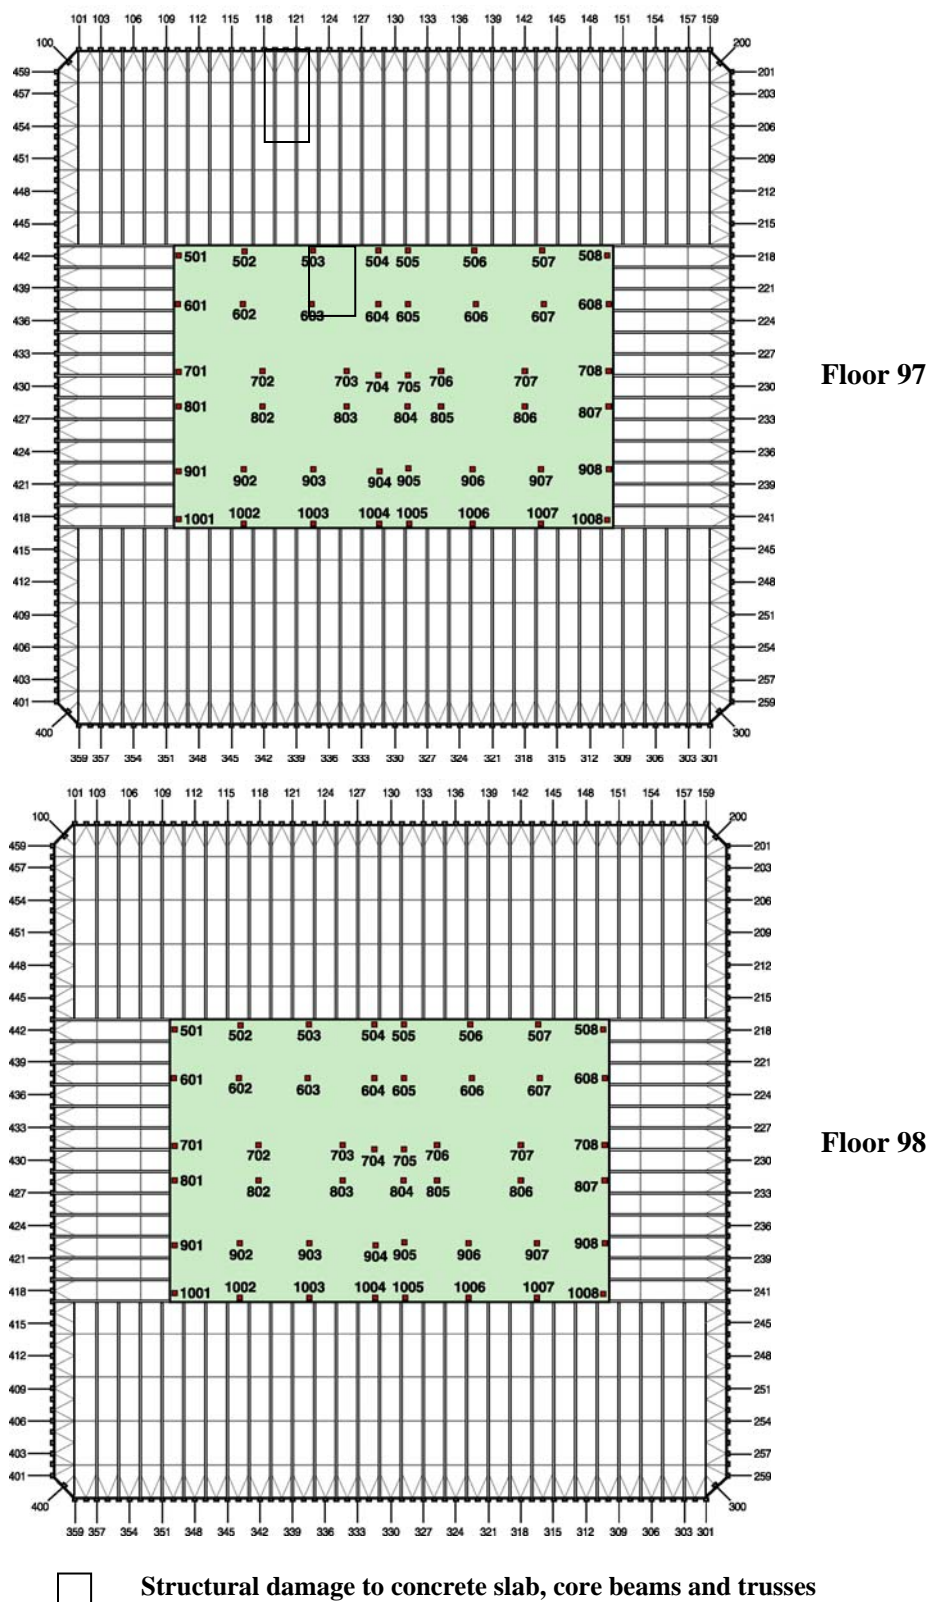 101 103 106 109 112 115 118 121 124 127 130 133 136 139 142 145 148 151 154 157 159
100 200
459 201
457 203
454 206
451 209
448 212
445 215
442 501 502 503 504 505 506 507 508 218
439 221
436 601 602 603 604 605 606 607 608 224
433 227
430 701 702 703 704 705 706 707 708 230
Floor 97
427 801 802 803 804 805 806 807 233
424 236
421 901 902 903 904 905 906 907 908 239
418 1001 1002 1003 1004 1005 1006 1007 1008 241
415 245
412 248
409 251
406 254
403 257
401 259
400 300
359 357 354 351 348 345 342 339 336 333 330 327 324 321 318 315 312 309 306 303 301
101 103 106 109 112 115 118 121 124 127 130 133 136 139 142 145 148 151 154 157 159
100 200
459 201
457 203
454 206
451 209
448 212
445 215
442 501 502 503 504 505 506 507 508 218
439 221
436 601 602 603 604 605 606 607 608 224
433 227
430 701 702 703 704 705 706 707 708 230
Floor 98
427 801 802 803 804 805 806 807 233
424 236
421 901 902 903 904 905 906 907 908 239
418 1001 1002 1003 1004 1005 1006 1007 1008 241
415 245
412 248
409 251
406 254
403 257
401 259
400 300
359 357 354 351 348 345 342 339 336 333 330 327 324 321 318 315 312 309 306 303 301
Structural damage to concrete slab, core beams and trusses